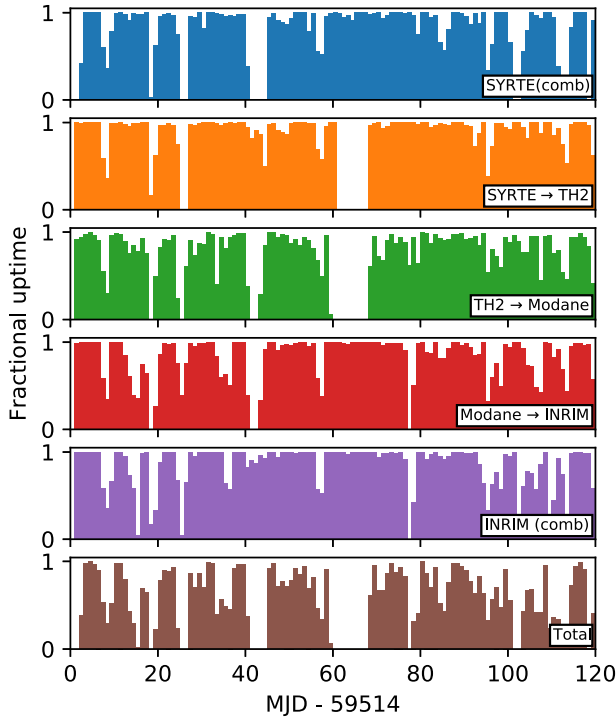 1
SYRTE(comb)
0
1
SYRTE → TH2
0
1
TH2 → Modane
0
Fractional uptime
1
Modane → INRIM
0
1
INRIM (comb)
0
1
Total
0
0 20 40 60 80 100 120
MJD - 59514